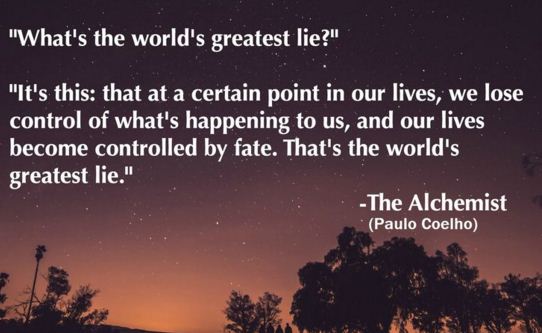 "What's the world's greatest lie?"
"It's this: that at a certain point in our lives, we lose
control of what's happening to us, and our lives
become controlled by fate. That's the world's
greatest lie."
-The Alchemist
(Paulo Coelho)